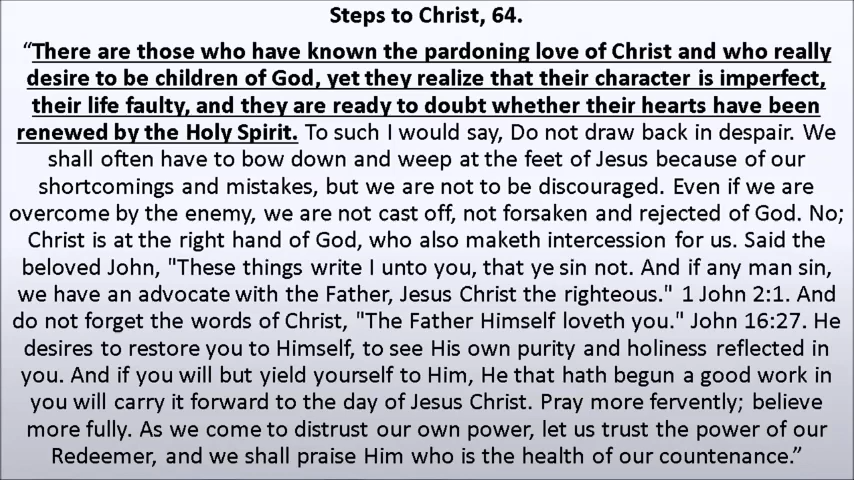 Steps to Christ, 64.
“There are those who have known the pardoning love of Christ and who really
desire to be children of God, yet they realize that their character is imperfect,
their life faulty, and they are ready to doubt whether their hearts have been
renewed by the Holy Spirit. To such I would say, Do not draw back in despair. We
shall often have to bow down and weep at the feet of Jesus because of our
shortcomings and mistakes, but we are not to be discouraged. Even if we are
overcome by the enemy, we are not cast off, not forsaken and rejected of God. No;
Christ is at the right hand of God, who also maketh intercession for us. Said the
beloved John, "These things write I unto you, that ye sin not. And if any man sin,
we have an advocate with the Father, Jesus Christ the righteous." 1 John 2:1. And
do not forget the words of Christ, "The Father Himself loveth you." John 16:27. He
desires to restore you to Himself, to see His own purity and holiness reflected in
you. And if you will but yield yourself to Him, He that hath begun a good work in
you will carry it forward to the day of Jesus Christ. Pray more fervently; believe
more fully. As we come to distrust our own power, let us trust the power of our
Redeemer, and we shall praise Him who is the health of our countenance.”